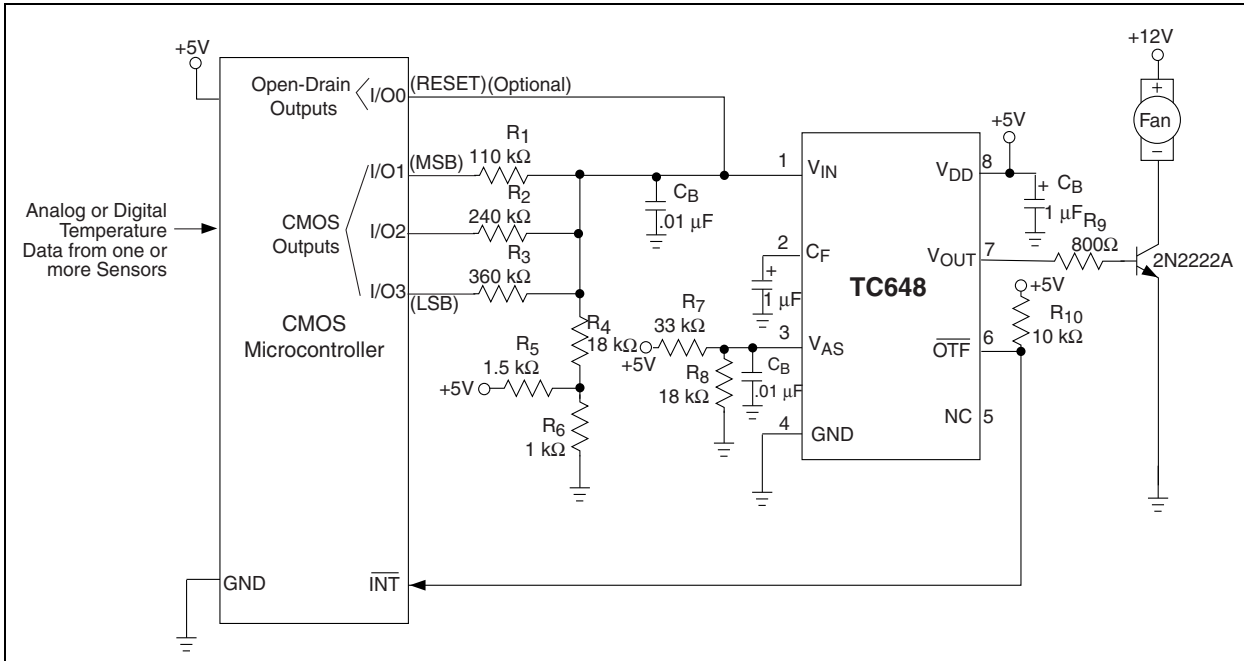 +5V
Open-Drain
Outputs
I/O0
(RESET)(Optional)
I/O1
(MSB)
R1
110 kΩ
R2
240 kΩ
I/O2
R3
360 kΩ
I/O3
(LSB)
CMOS
Outputs
CMOS
Microcontroller
Analog or Digital
Temperature
Data from one or
more Sensors
GND
INT
R4
18 kΩ
R5
1.5 kΩ
+5V
R6
1 kΩ
CB
.01 µF
1
VIN
2
CF
1 µF
+
R7
33 kΩ
+5V
R8
18 kΩ
3
VAS
CB
.01 µF
4
GND
TC648
+5V
VDD
8
+
CB
1 µF
VOUT
7
R9
800Ω
2N2222A
+5V
R10
10 kΩ
6
OTF
NC
5
+12V
+
Fan
–